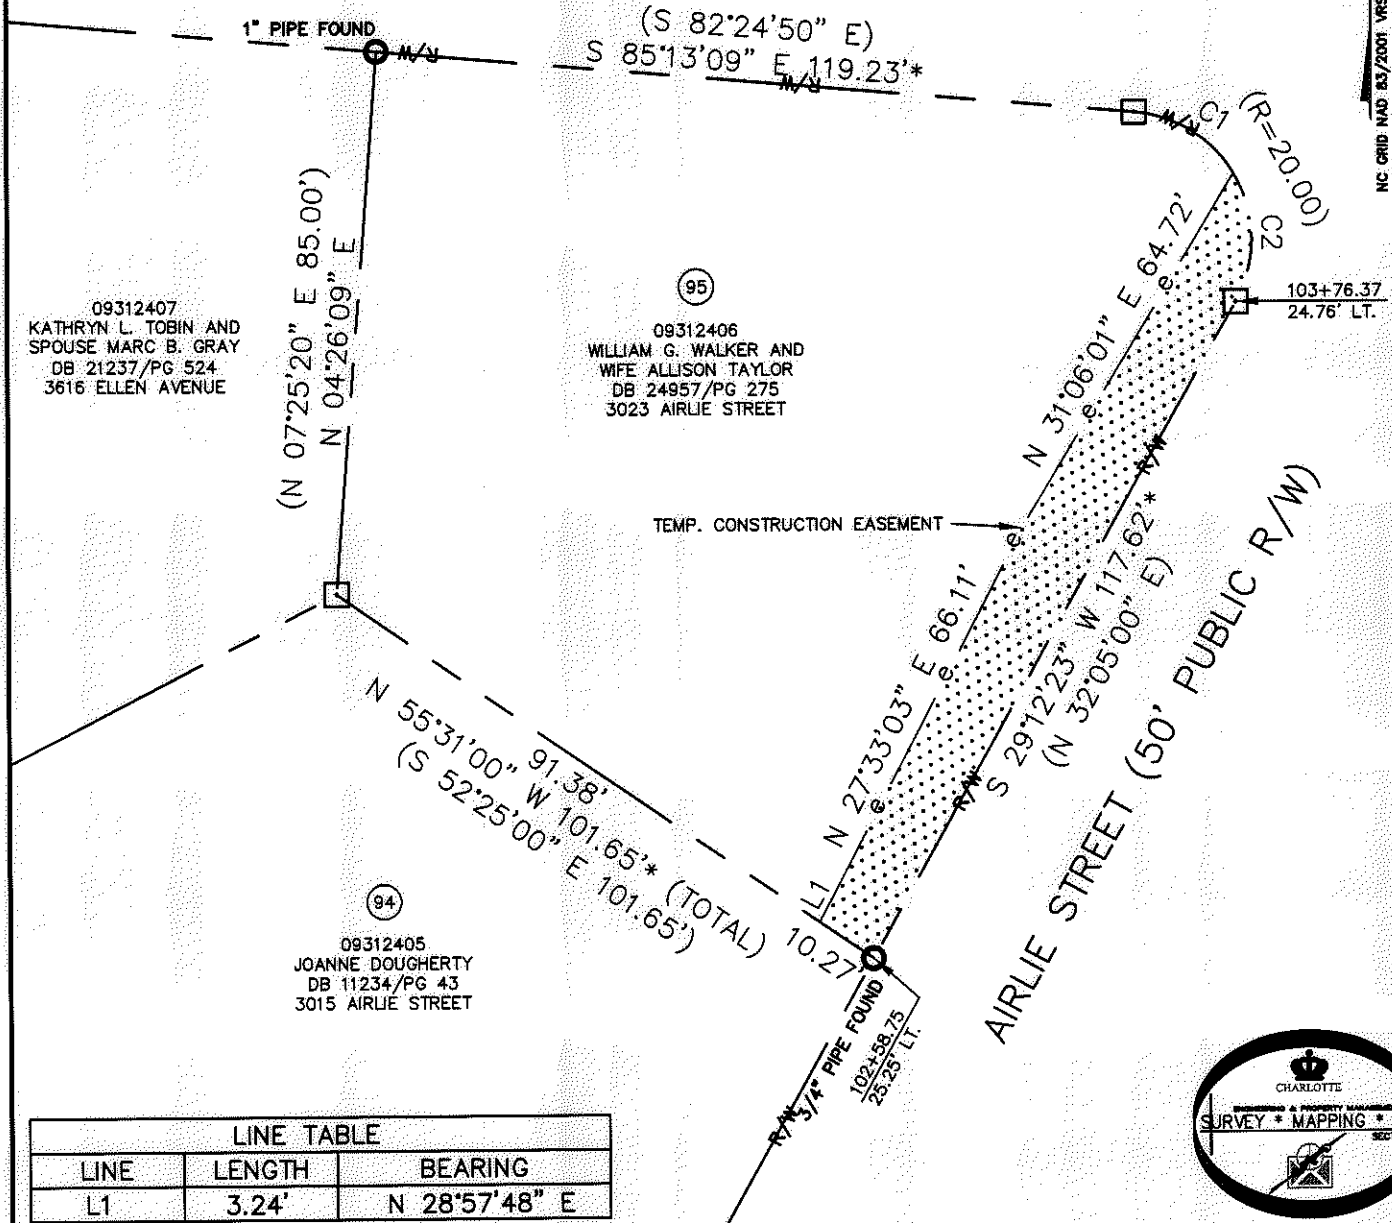 1" PIPE FOUND
R/W
(S 82°24'50" E)
S 85°13'09" E 119.23'*
R/W
R/W
C1
(R=20.00)
C2
NC GRID NAD 83/2001 VRS
(N 07°25'20" E 85.00')
N 04°26'09" E
09312407
KATHRYN L. TOBIN AND
SPOUSE MARC B. GRAY
DB 21237/PG 524
3616 ELLEN AVENUE
95
09312406
WILLIAM G. WALKER AND
WIFE ALLISON TAYLOR
DB 24957/PG 275
3023 AIRLIE STREET
N 31°06'01" E 64.72'
e
e
e
103+76.37
24.76' LT.
R/W
TEMP. CONSTRUCTION EASEMENT
N 27°33'03" E 66.11'
e
e
S 29°12'23" W 117.62'*
(N 32°05'00" E)
R/W
AIRLIE STREET (50' PUBLIC R/W)
91.38'
N 55°31'00" W 101.65'* (TOTAL)
(S 52°25'00" E 101.65')
L1
10.27'
94
09312405
JOANNE DOUGHERTY
DB 11234/PG 43
3015 AIRLIE STREET
3/4" PIPE FOUND
R/W
102+58.75
25.25' LT.
CHARLOTTE
ENGINEERING & PROPERTY MANAGEME
SURVEY * MAPPING *
SEC
LINE TABLE
LINE LENGTH BEARING
L1 3.24' N 28°57'48" E